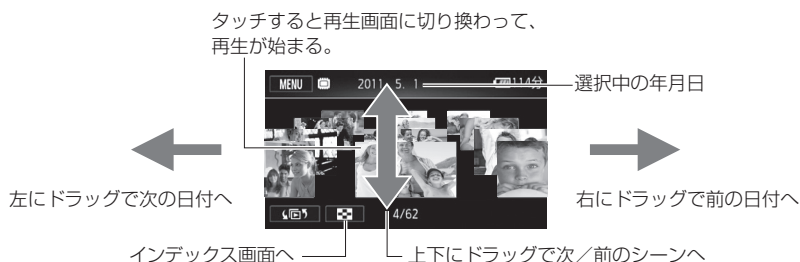 タッチすると再生画面に切り換わって、
再生が始まる。
MENU
2011. 5. 1
114分
選択中の年月日
左にドラッグで次の日付へ
右にドラッグで前の日付へ
4/62
インデックス画面へ
上下にドラッグで次／前のシーンへ